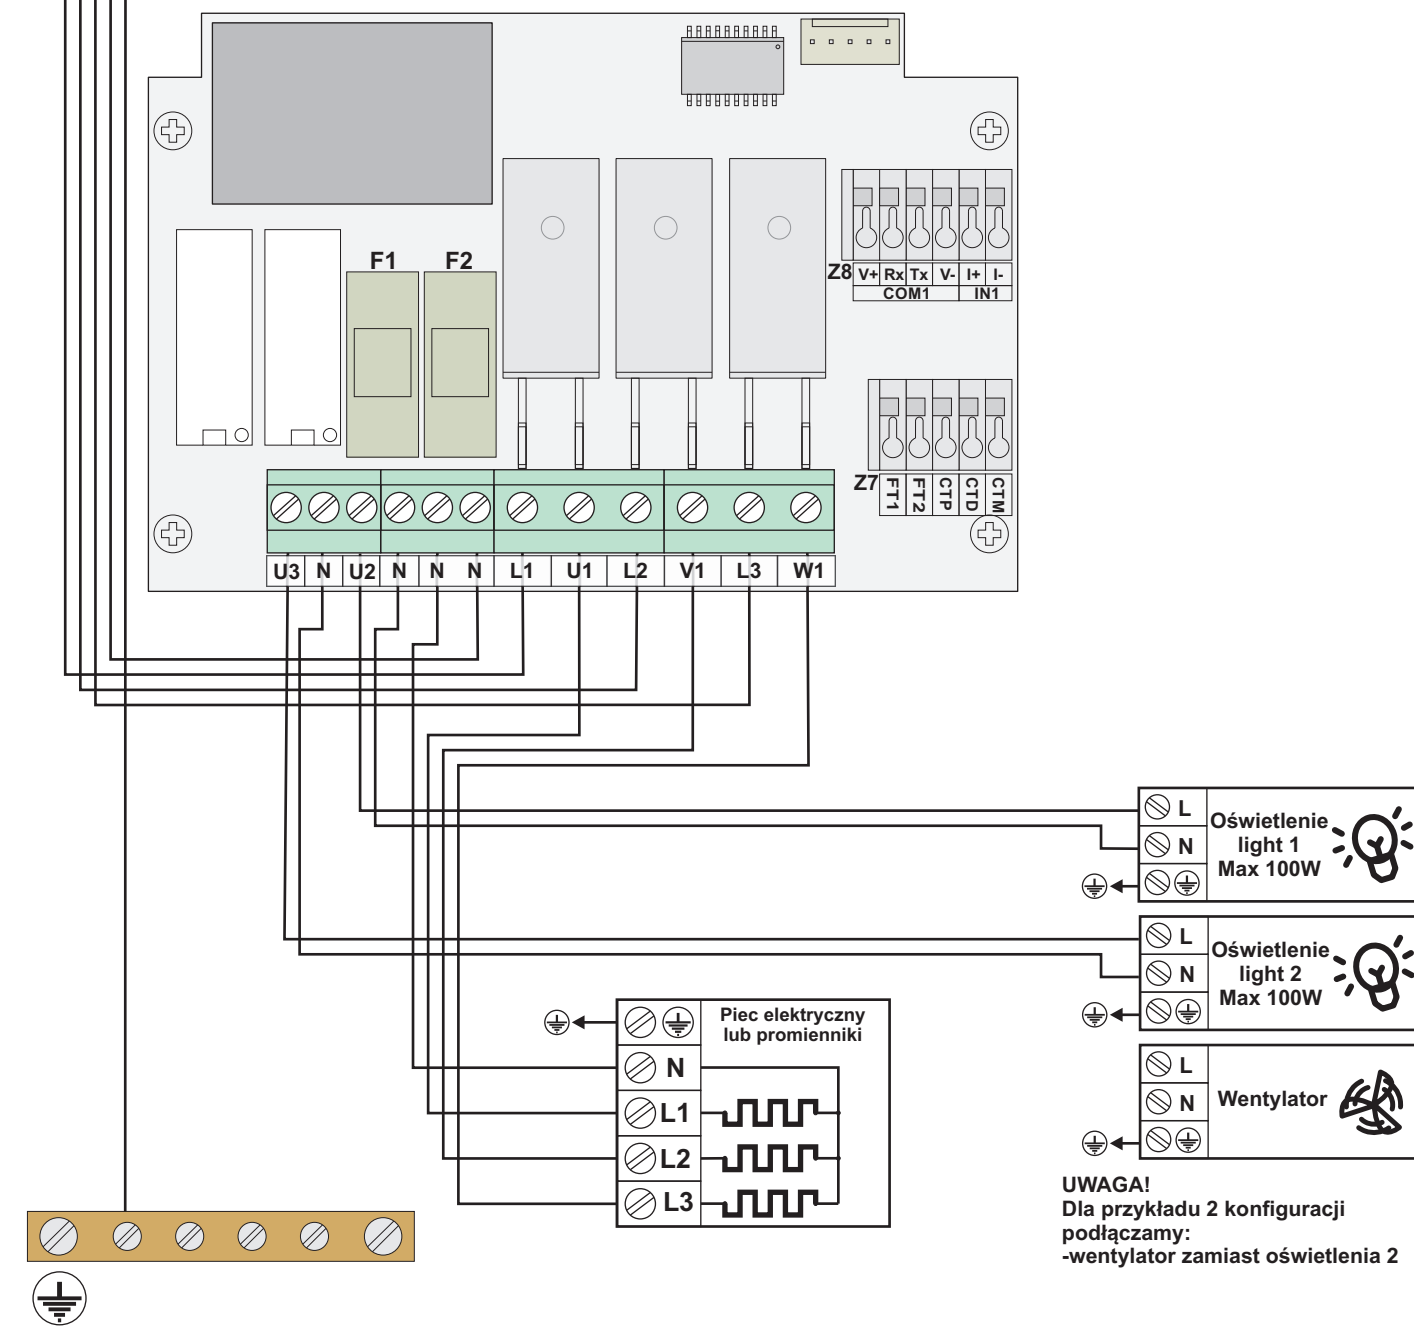 F1 F2
Z8 V+ Rx Tx V- I+ I-
COM1 IN1
Z7 FT1 FT2 CTP CTD CTM
U3 N U2 N N N L1 U1 L2 V1 L3 W1
L
N
Oświetlenie
light 1
Max 100W
L
N
Oświetlenie
light 2
Max 100W
Piec elektryczny
lub promienniki
N
L1
L2
L3
L
N
Wentylator
UWAGA!
Dla przykładu 2 konfiguracji
podłączamy:
-wentylator zamiast oświetlenia 2